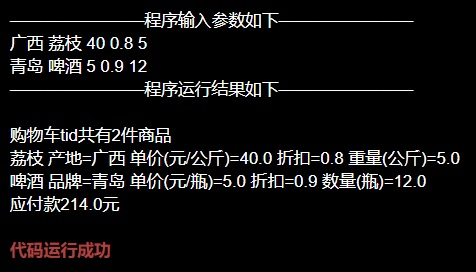 ————————程序输入参数如下————————
广西 荔枝 40 0.8 5
青岛 啤酒 5 0.9 12
————————程序运行结果如下————————
购物车tid共有2件商品
荔枝 产地=广西 单价(元/公斤)=40.0 折扣=0.8 重量(公斤)=5.0
啤酒 品牌=青岛 单价(元/瓶)=5.0 折扣=0.9 数量(瓶)=12.0
应付款214.0元
代码运行成功